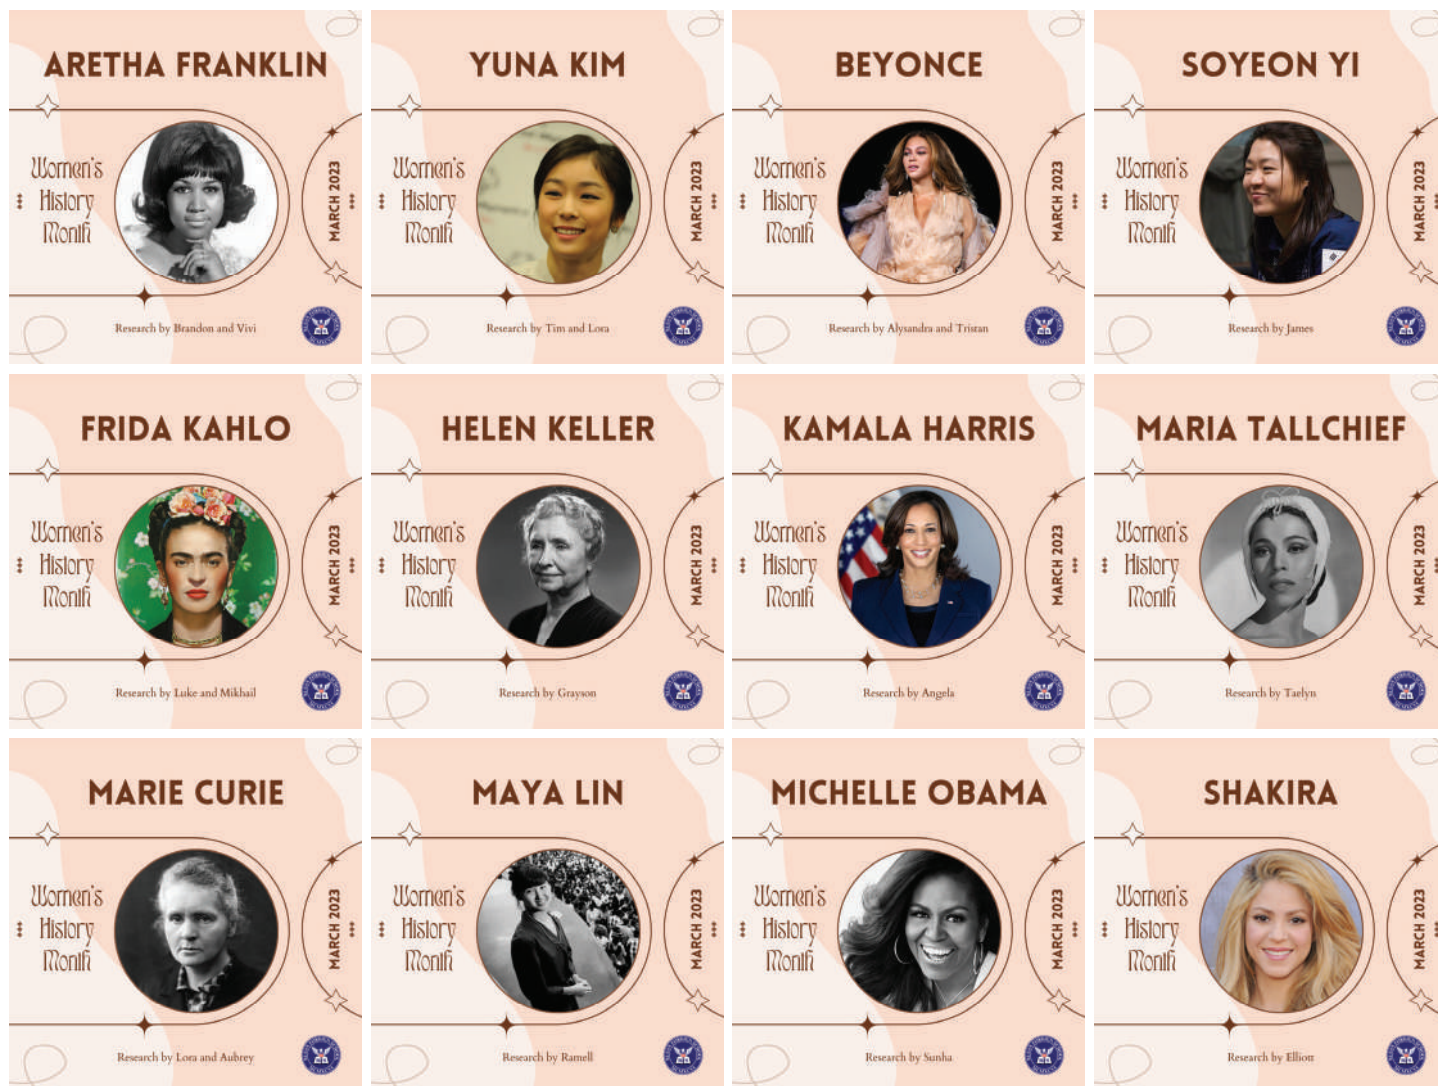 ARETHA FRANKLIN
Women's
History
Month
MARCH 2023
Research by Brandon and Vivi
YUNA KIM
Women's
History
Month
MARCH 2023
Research by Tim and Lora
BEYONCE
Women's
History
Month
MARCH 2023
Research by Alysandra and Tristan
SOYEON YI
Women's
History
Month
MARCH 2023
Research by James
FRIDA KAHLO
Women's
History
Month
MARCH 2023
Research by Luke and Mikhail
HELEN KELLER
Women's
History
Month
MARCH 2023
Research by Grayson
KAMALA HARRIS
Women's
History
Month
MARCH 2023
Research by Angela
MARIA TALLCHIEF
Women's
History
Month
MARCH 2023
Research by Taelyn
MARIE CURIE
Women's
History
Month
MARCH 2023
Research by Lora and Aubrey
MAYA LIN
Women's
History
Month
MARCH 2023
Research by Ramell
MICHELLE OBAMA
Women's
History
Month
MARCH 2023
Research by Sunha
SHAKIRA
Women's
History
Month
MARCH 2023
Research by Elliott